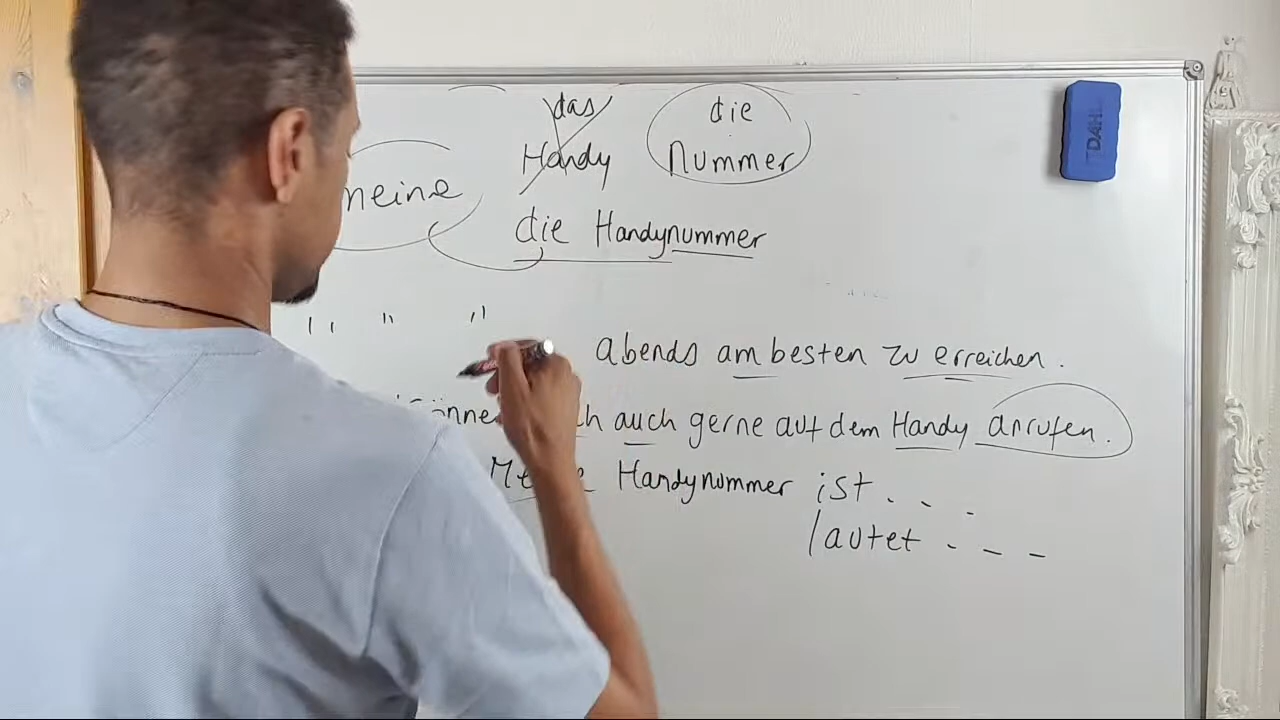 das die
Handy Nummer
meine
die Handynummer
" " "
abends am besten zu erreichen.
auch gerne auf dem Handy anrufen.
Handynummer ist . . .
lautet - - -